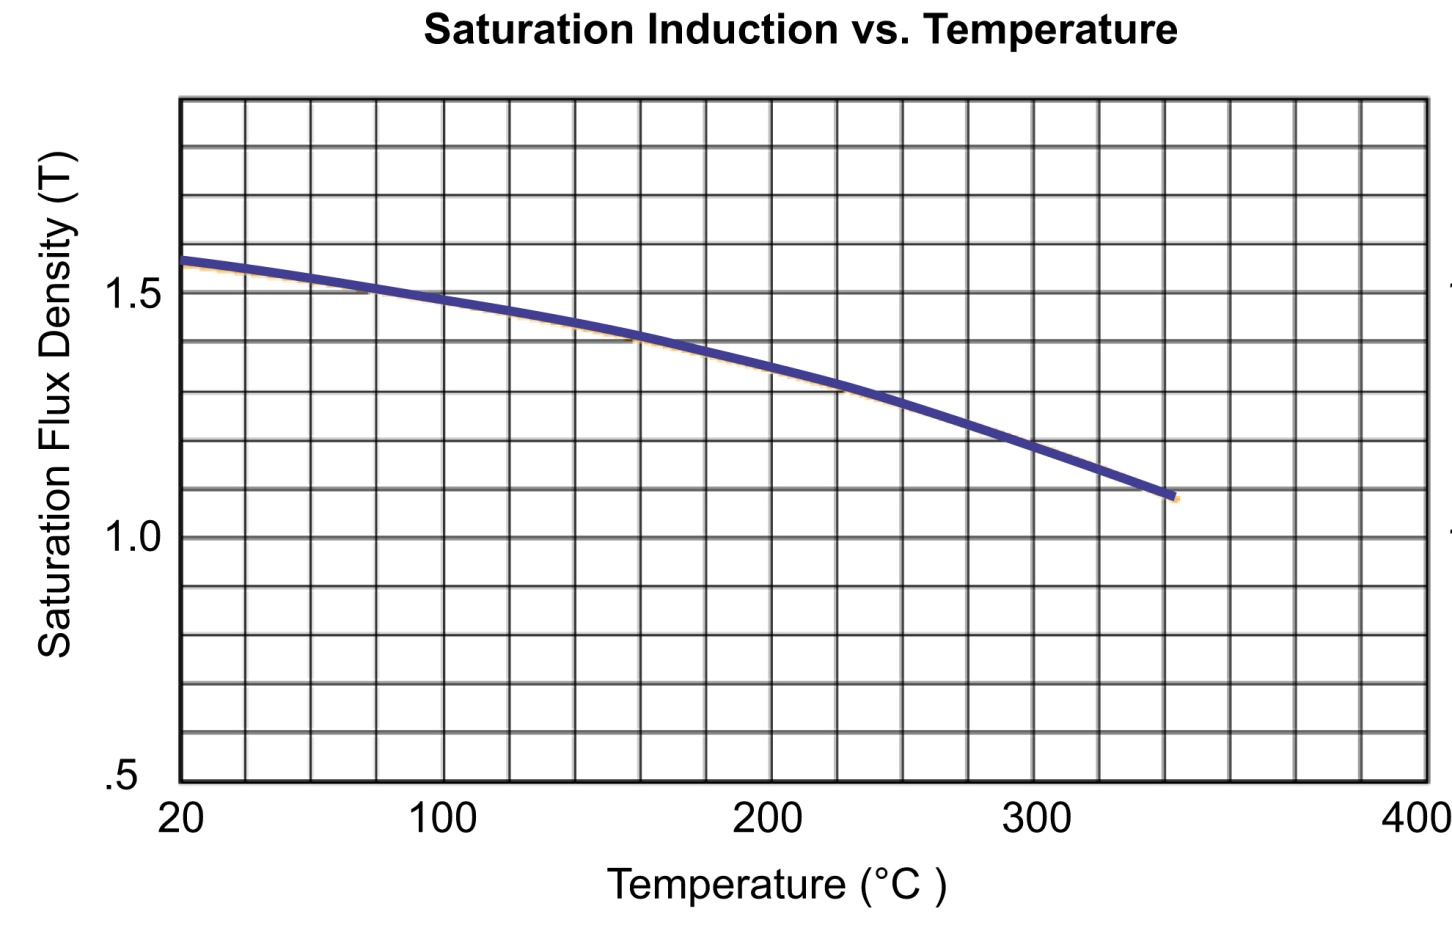 Saturation Induction vs. Temperature
Saturation Flux Density (T)
1.5
1.0
.5
20 100 200 300 400
Temperature (°C )